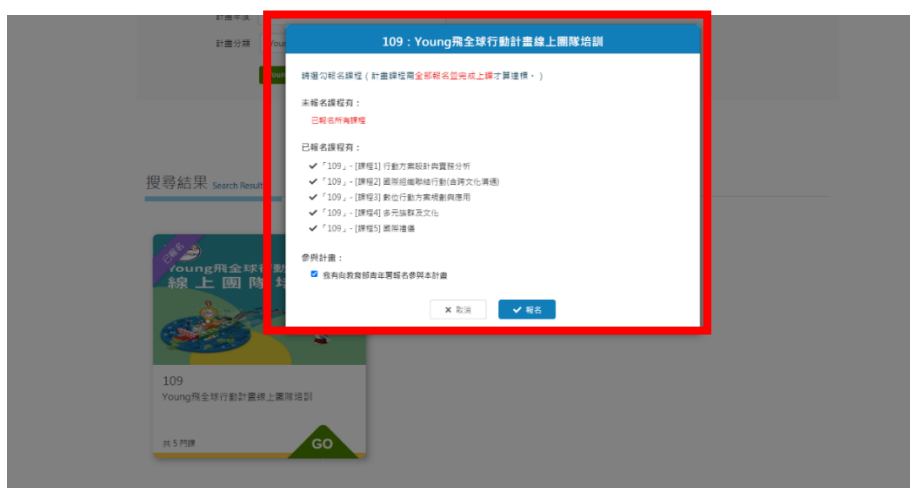 計畫年度
計畫分類 Youn
109：Young飛全球行動計畫線上團隊培訓
請選勾報名課程（計畫課程需全部報名並完成上課才算達標。）
未報名課程有：
已報名所有課程
已報名課程有：
✔「109」- [課程1] 行動方案設計與實務分析
✔「109」- [課程2] 國際組織聯結行動(含跨文化溝通)
✔「109」- [課程3] 數位行動方案規劃與應用
✔「109」- [課程4] 多元族群及文化
✔「109」- [課程5] 國際禮儀
參與計畫：
我有向教育部青年署報名參與本計畫
✖ 取消 ✔ 報名
搜尋結果 Search Result
已報名
Young飛全球行動
線上團隊培
109
Young飛全球行動計畫線上團隊培訓
共 5 門課
GO